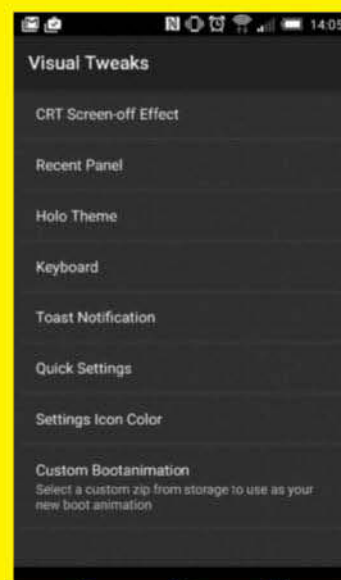 14:05
Visual Tweaks
CRT Screen-off Effect
Recent Panel
Holo Theme
Keyboard
Toast Notification
Quick Settings
Settings Icon Color
Custom Bootanimation
Select a custom zip from storage to use as your
new boot animation